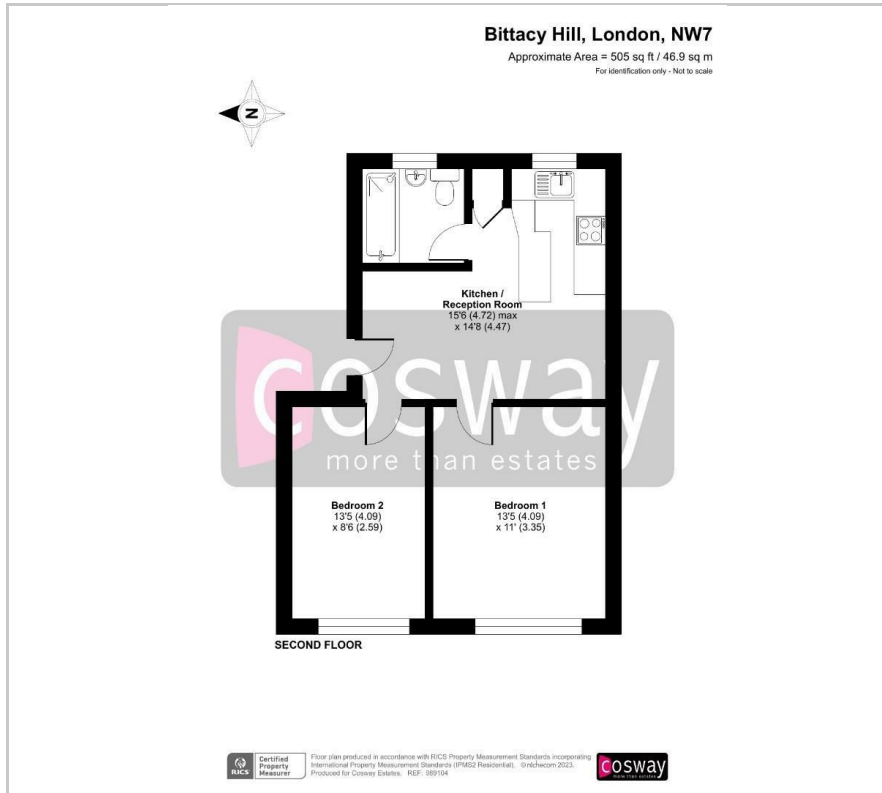 Bittacy Hill, London, NW7
Approximate Area = 505 sq ft / 46.9 sq m
For identification only - Not to scale
N
Kitchen /
Reception Room
15'6 (4.72) max
x 14'8 (4.47)
cosway
more than estates
Bedroom 2
13'5 (4.09)
x 8'6 (2.59)
Bedroom 1
13'5 (4.09)
x 11' (3.35)
SECOND FLOOR
RICS
Certified
Property
Measurer
Floor plan produced in accordance with RICS Property Measurement Standards incorporating
International Property Measurement Standards (IPMS2 Residential). ©nichecom 2023.
Produced for Cosway Estates. REF: 989104
cosway
more than estates